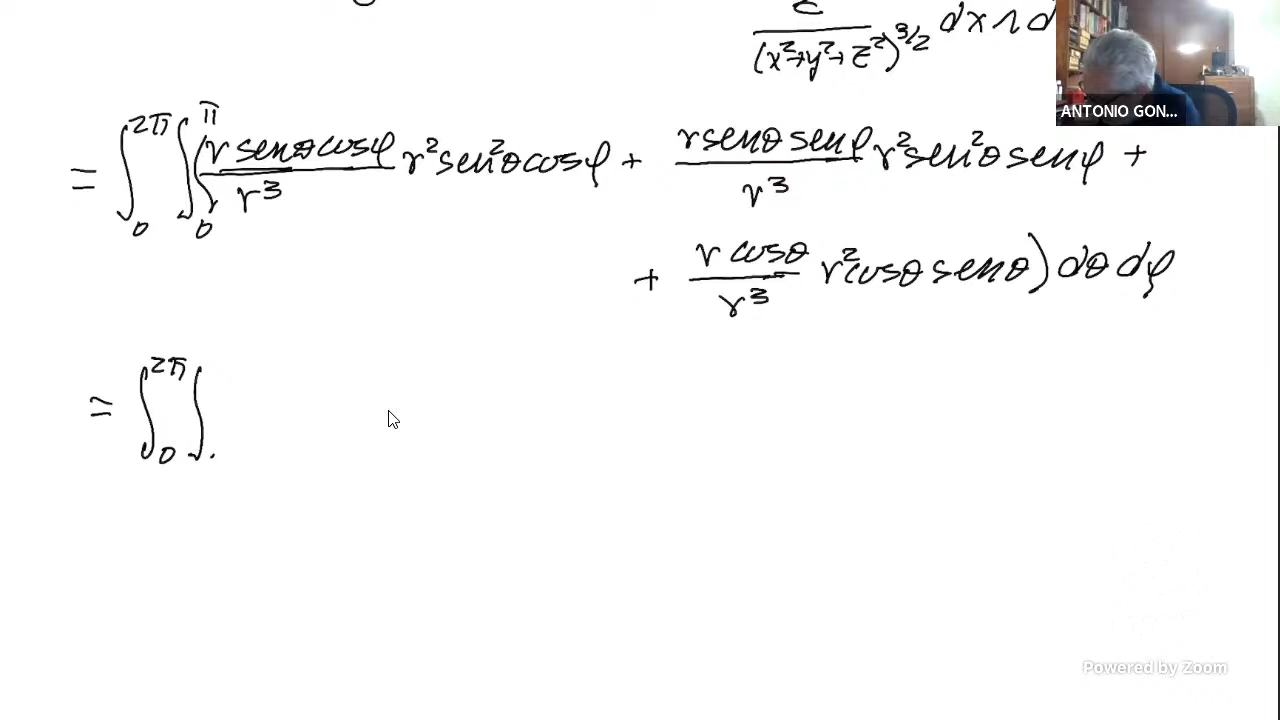 z
(x²+y²+z²)^3/2 dx ∧ d
ANTONIO GON...
= ∫₀^2π ∫₀^π ( r senθ cosφ / r³ r² sen²θ cosφ + r senθ senφ / r³ r² sen²θ senφ +
+ r cosθ / r³ r² cosθ senθ ) dθ dφ
= ∫₀^2π ∫
Powered by Zoom